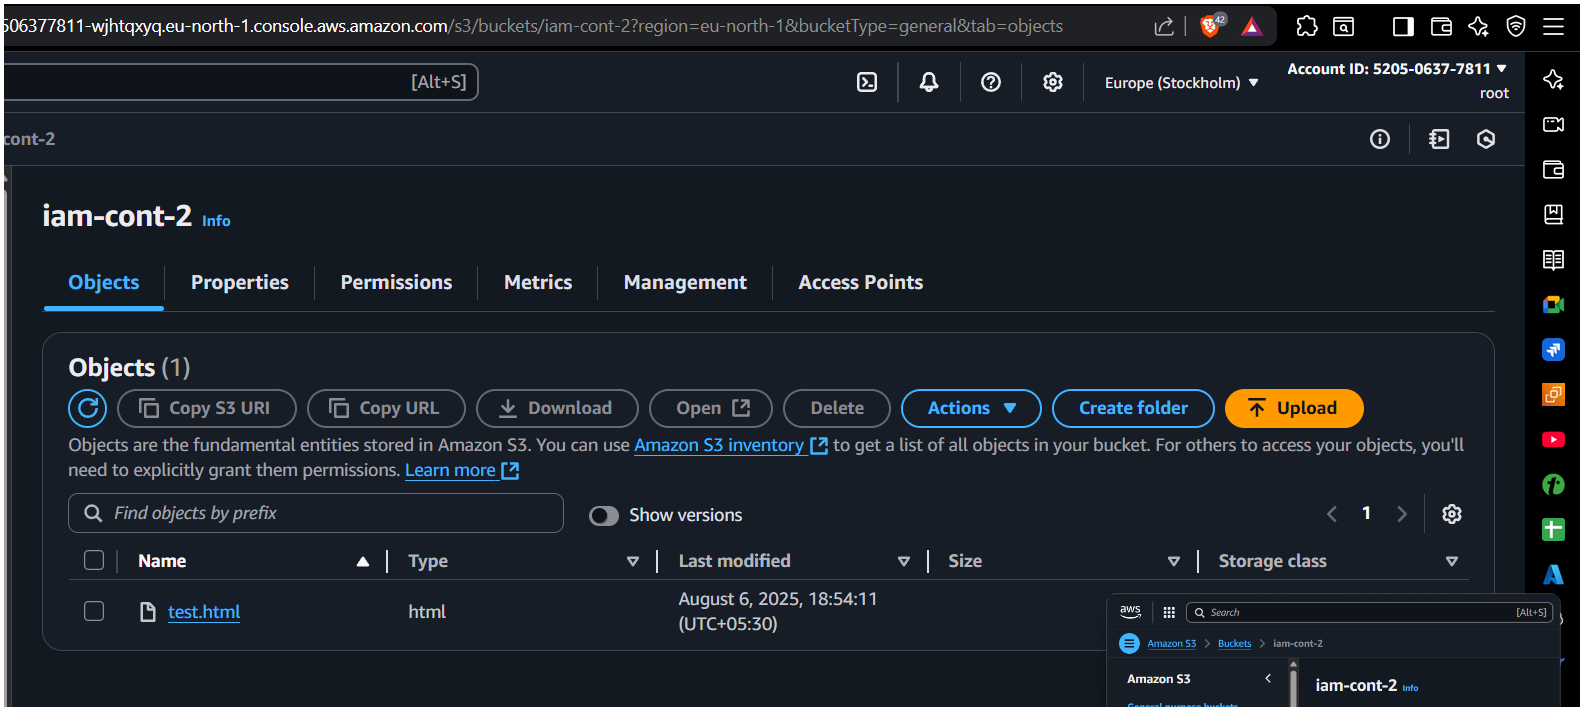 506377811-wjhtqxyq.eu-north-1.console.aws.amazon.com/s3/buckets/iam-cont-2?region=eu-north-1&bucketType=general&tab=objects
42
[Alt+S]
Europe (Stockholm)
Account ID: 5205-0637-7811
root
cont-2
iam-cont-2 Info
Objects
Properties
Permissions
Metrics
Management
Access Points
Objects (1)
Copy S3 URI
Copy URL
Download
Open
Delete
Actions
Create folder
Upload
Objects are the fundamental entities stored in Amazon S3. You can use Amazon S3 inventory to get a list of all objects in your bucket. For others to access your objects, you'll
need to explicitly grant them permissions. Learn more
Find objects by prefix
Show versions
1
Name
Type
Last modified
Size
Storage class
test.html
html
August 6, 2025, 18:54:11
(UTC+05:30)
aws
Search
[Alt+S]
Amazon S3 > Buckets > iam-cont-2
Amazon S3
iam-cont-2 Info
General purpose buckets